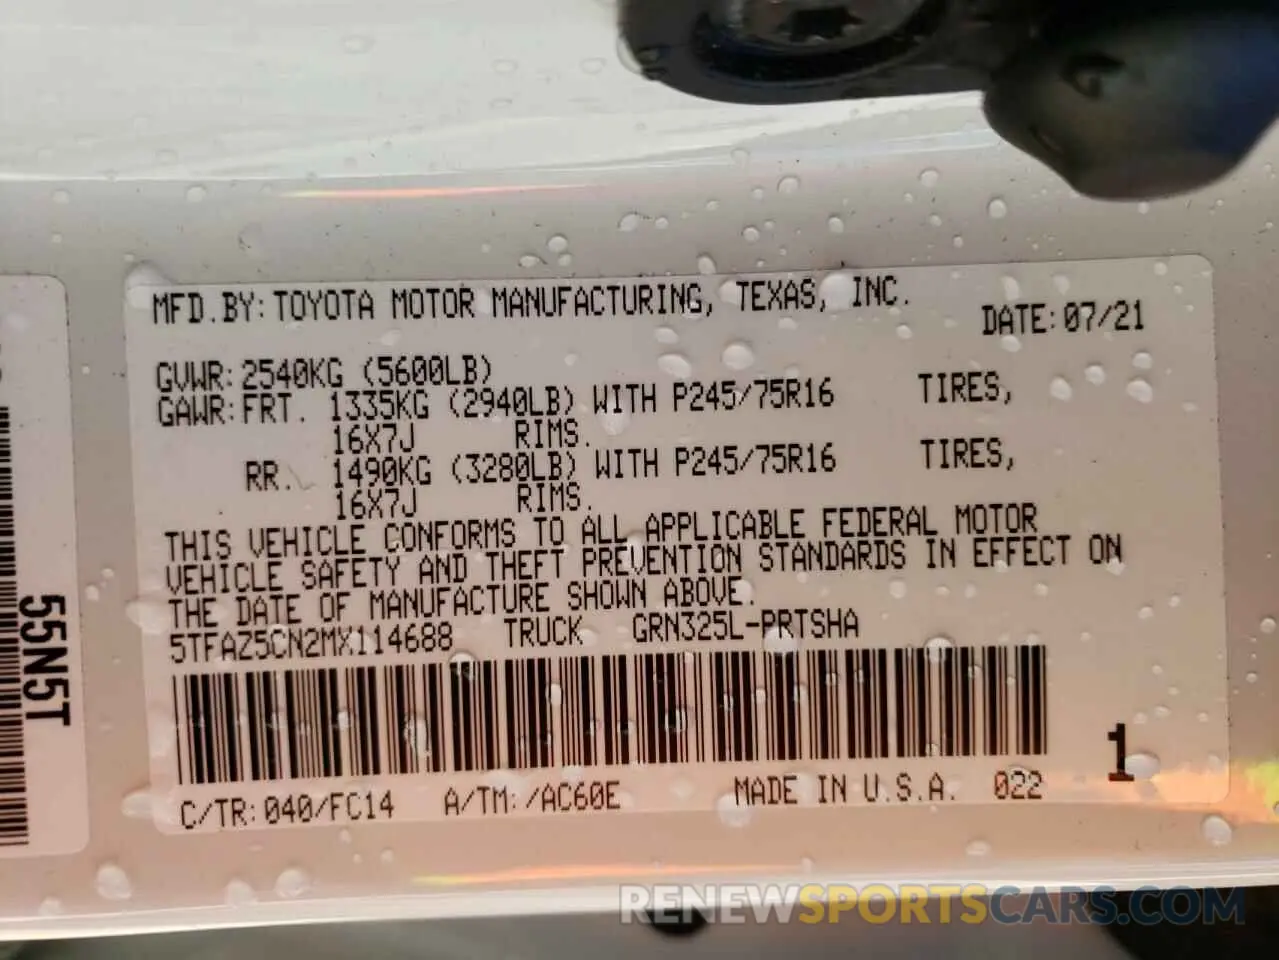 MFD.BY: TOYOTA MOTOR MANUFACTURING, TEXAS, INC.
DATE: 07/21
GVWR: 2540KG (5600LB)
GAWR: FRT. 1335KG (2940LB) WITH P245/75R16 TIRES,
16X7J RIMS.
RR. 1490KG (3280LB) WITH P245/75R16 TIRES,
16X7J RIMS.
THIS VEHICLE CONFORMS TO ALL APPLICABLE FEDERAL MOTOR
VEHICLE SAFETY AND THEFT PREVENTION STANDARDS IN EFFECT ON
THE DATE OF MANUFACTURE SHOWN ABOVE.
5TFAZ5CN2MX114688 TRUCK GRN325L-PRTSHA
C/TR: 040/FC14 A/TM: /AC60E MADE IN U.S.A. 022
1
55N5T
RENEWSPORTSCARS.COM